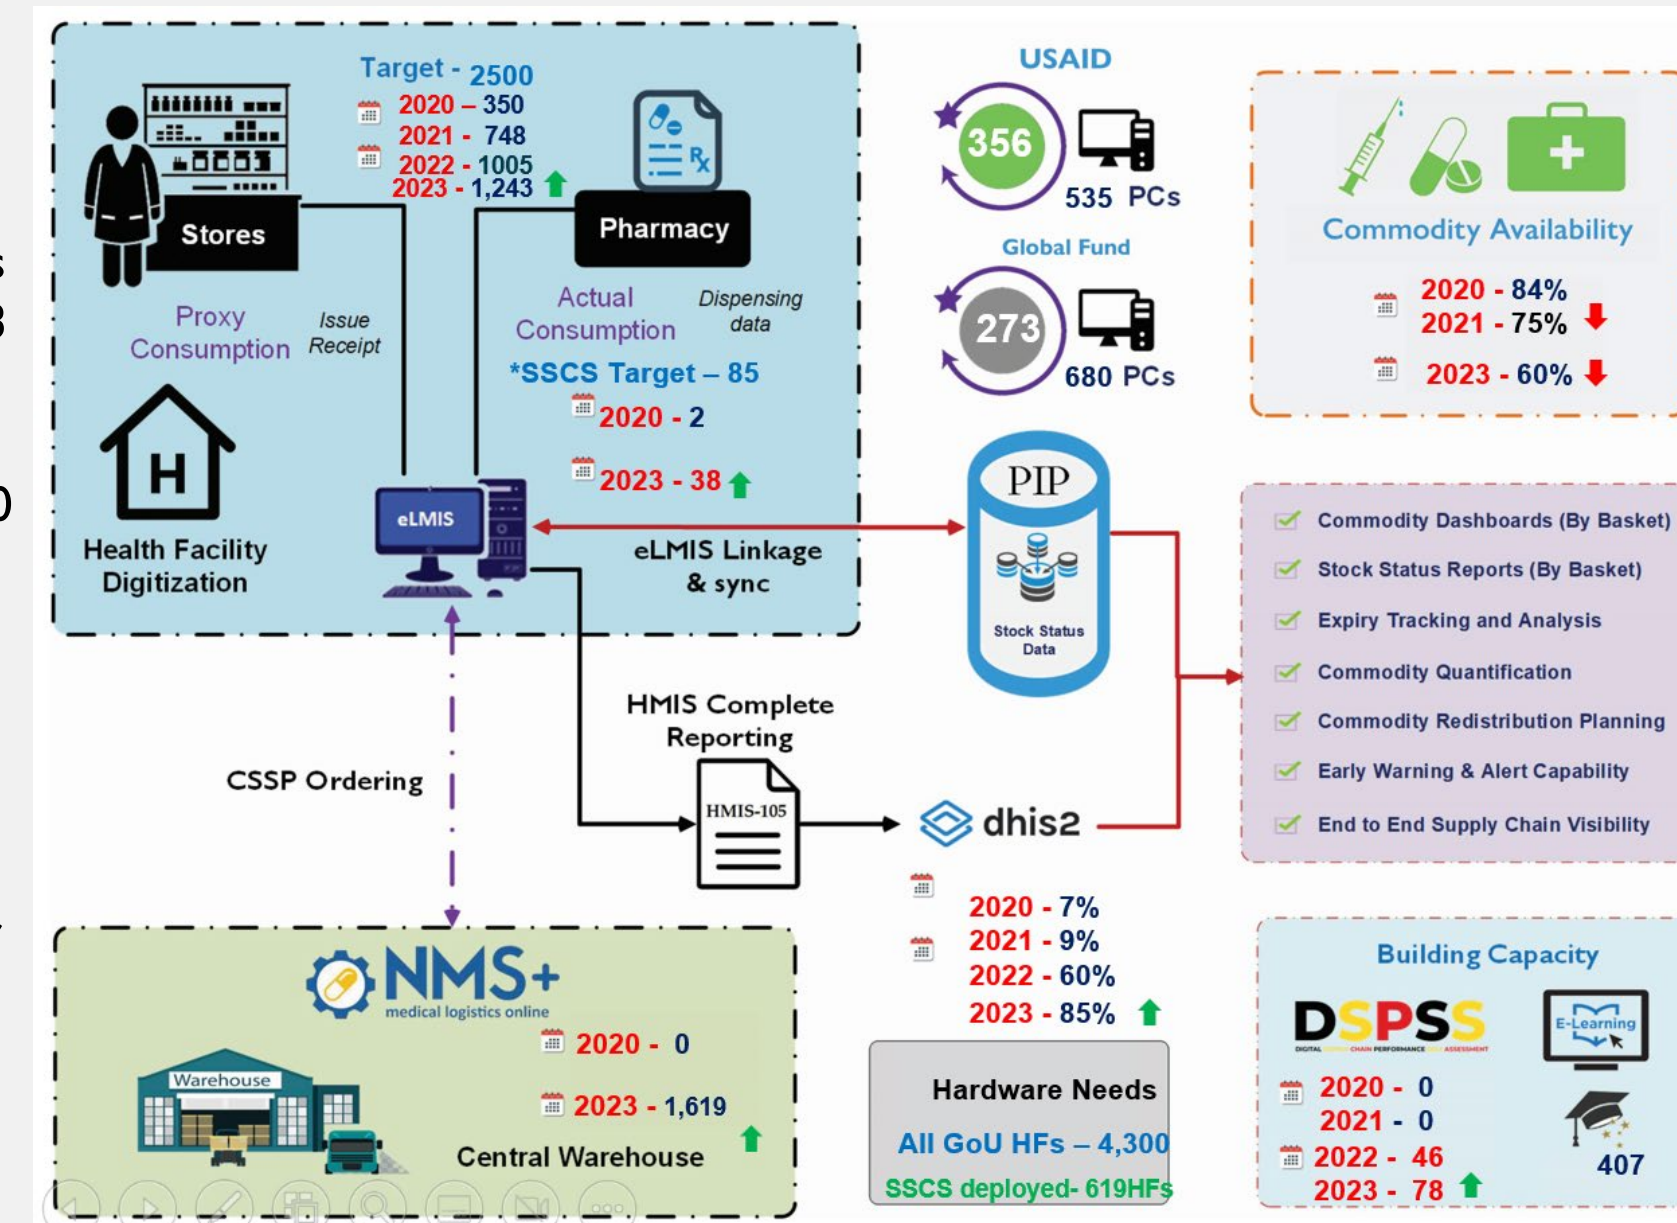 s
3
0
Target - 2500
2020 – 350
2021 - 748
2022 - 1005
2023 - 1,243
Stores
Rx
Pharmacy
Proxy
Consumption
Issue
Receipt
Actual
Consumption
Dispensing
data
*SSCS Target – 85
2020 - 2
2023 - 38
H
Health Facility
Digitization
eLMIS
eLMIS Linkage
& sync
USAID
356
535 PCs
Global Fund
273
680 PCs
Commodity Availability
2020 - 84%
2021 - 75%
2023 - 60%
PIP
Stock Status
Data
Commodity Dashboards (By Basket)
Stock Status Reports (By Basket)
Expiry Tracking and Analysis
Commodity Quantification
Commodity Redistribution Planning
Early Warning & Alert Capability
End to End Supply Chain Visibility
CSSP Ordering
HMIS Complete
Reporting
HMIS-105
dhis2
2020 - 7%
2021 - 9%
2022 - 60%
2023 - 85%
NMS+
medical logistics online
2020 - 0
2023 - 1,619
Warehouse
Central Warehouse
Hardware Needs
All GoU HFs – 4,300
SSCS deployed- 619HFs
Building Capacity
DSPSS
DIGITAL CHAIN PERFORMANCE ASSESSMENT
E-Learning
2020 - 0
2021 - 0
2022 - 46
2023 - 78
407